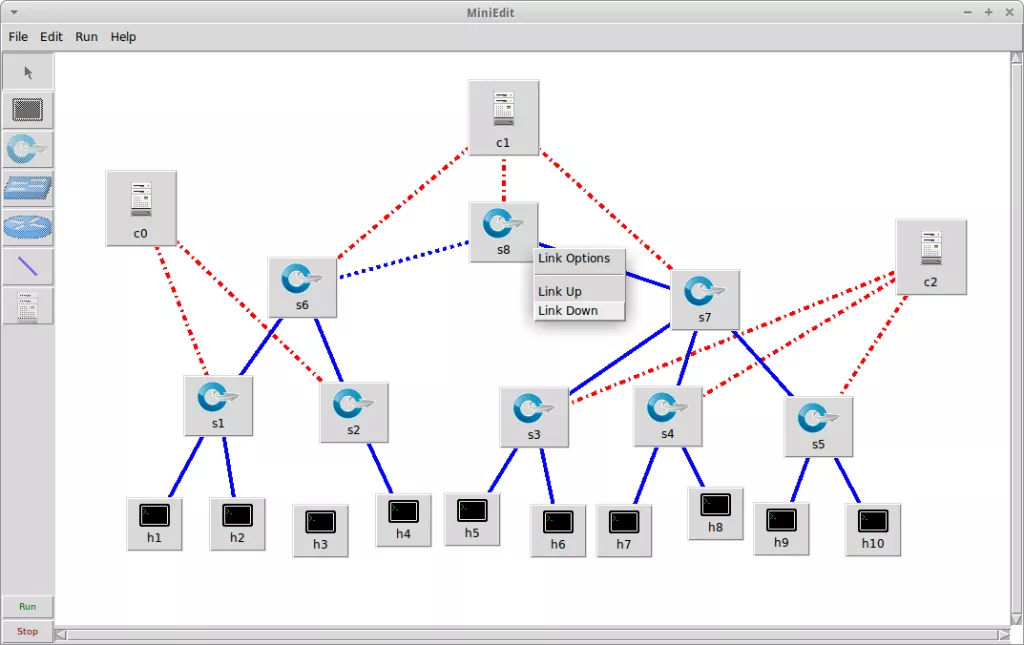 MiniEdit
File Edit Run Help
c1
c0
s8
Link Options
c2
s6
Link Up
s7
Link Down
s1
s2
s3
s4
s5
h1
h2
h3
h4
h5
h6
h7
h8
h9
h10
Run
Stop